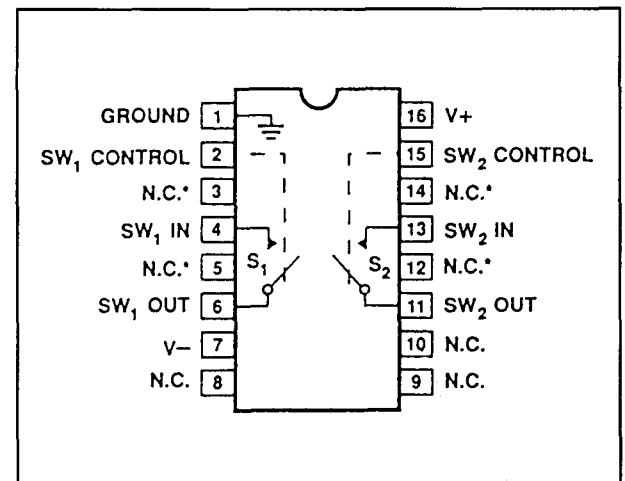 GROUND 1
SW₁ CONTROL 2
N.C.* 3
SW₁ IN 4
N.C.* 5
SW₁ OUT 6
V− 7
N.C. 8
S₁
S₂
16 V+
15 SW₂ CONTROL
14 N.C.*
13 SW₂ IN
12 N.C.*
11 SW₂ OUT
10 N.C.
9 N.C.